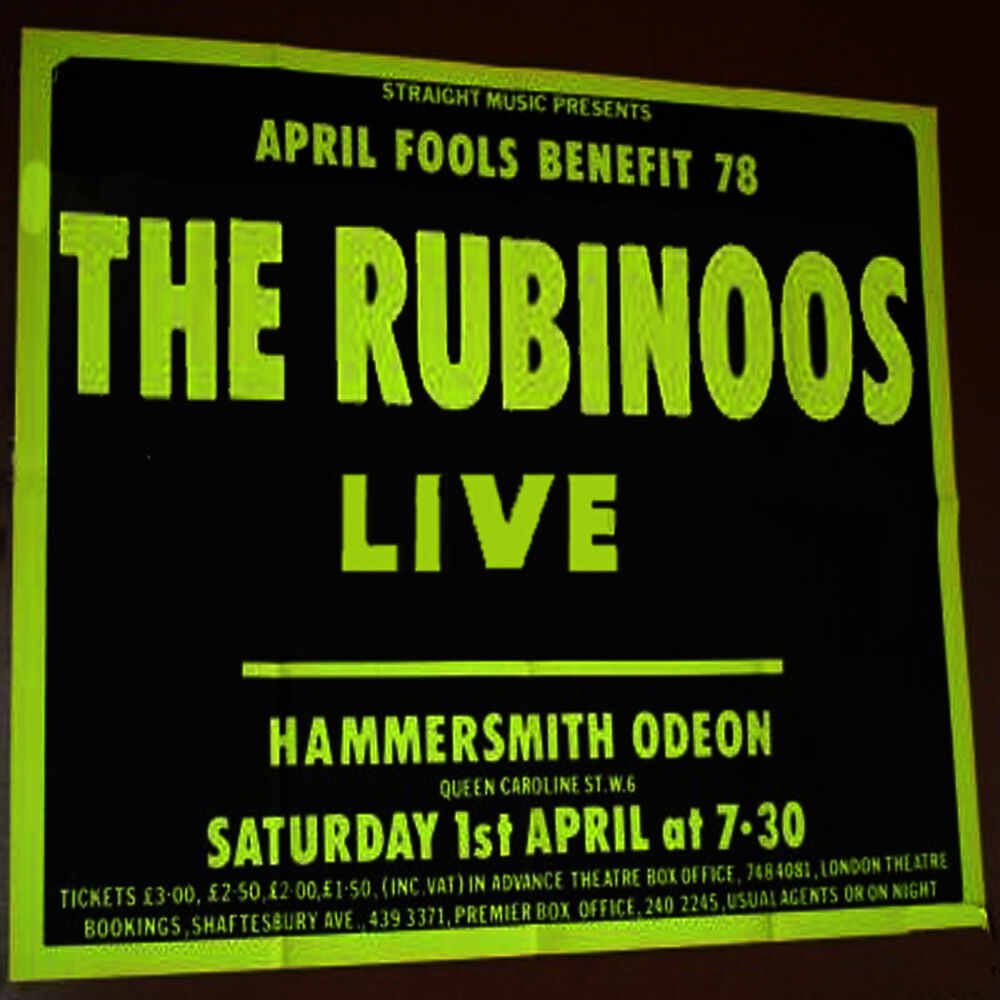 STRAIGHT MUSIC PRESENTS
APRIL FOOLS BENEFIT 78
THE RUBINOOS
LIVE
HAMMERSMITH ODEON
QUEEN CAROLINE ST. W.6
SATURDAY 1st APRIL at 7·30
TICKETS £3·00, £2·50, £2·00, £1·50, (INC. VAT) IN ADVANCE THEATRE BOX OFFICE, 748 4081, LONDON THEATRE
BOOKINGS, SHAFTESBURY AVE., 439 3371, PREMIER BOX OFFICE, 240 2245, USUAL AGENTS OR ON NIGHT